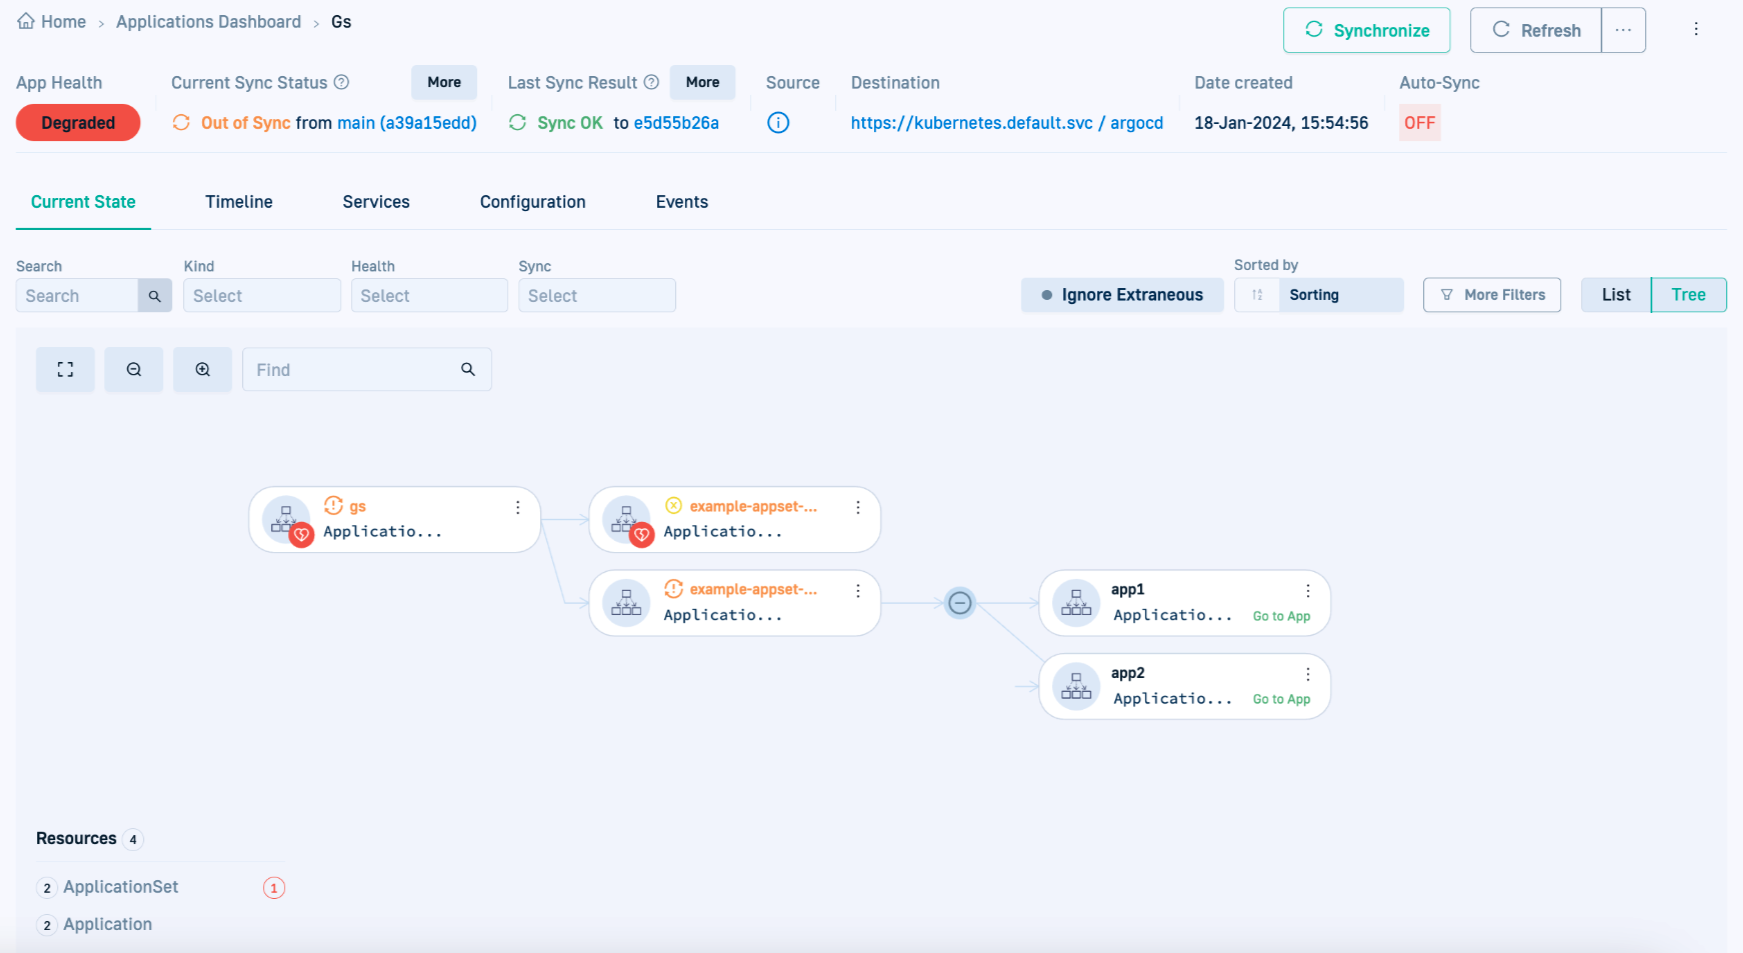 Home > Applications Dashboard > Gs
Synchronize
Refresh
App Health
Current Sync Status
More
Last Sync Result
More
Source
Destination
Date created
Auto-Sync
Degraded
Out of Sync from main (a39a15edd)
Sync OK to e5d55b26a
https://kubernetes.default.svc / argocd
18-Jan-2024, 15:54:56
OFF
Current State
Timeline
Services
Configuration
Events
Search
Kind
Health
Sync
Sorted by
Search
Select
Select
Select
Ignore Extraneous
Sorting
More Filters
List
Tree
Find
gs
Applicatio...
example-appset-...
Applicatio...
example-appset-...
Applicatio...
app1
Applicatio...
Go to App
app2
Applicatio...
Go to App
Resources 4
2 ApplicationSet 1
2 Application